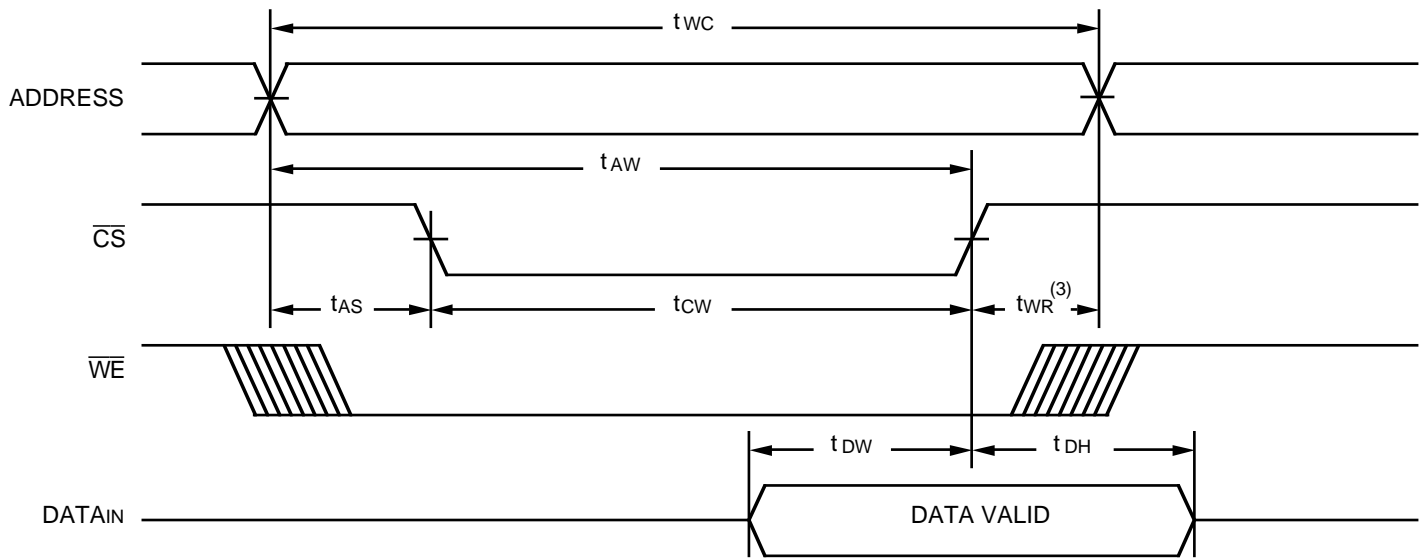 tWC
ADDRESS
tAW
CS
tAS
tCW
tWR(3)
WE
tDW
tDH
DATAIN
DATA VALID